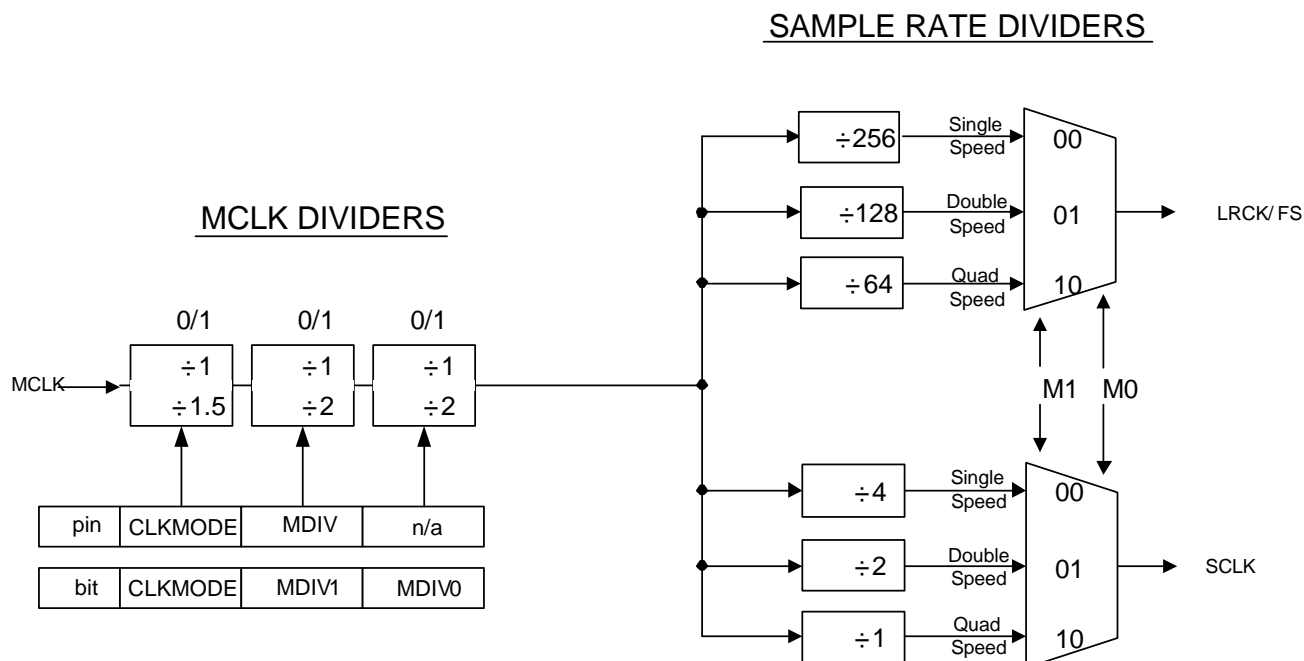 SAMPLE RATE DIVIDERS
÷256
Single
Speed
00
÷128
Double
Speed
01
LRCK/ FS
÷64
Quad
Speed
10
MCLK DIVIDERS
0/1
0/1
0/1
MCLK
÷1
÷1.5
÷1
÷2
÷1
÷2
M1
M0
pin
CLKMODE
MDIV
n/a
bit
CLKMODE
MDIV1
MDIV0
÷4
Single
Speed
00
÷2
Double
Speed
01
SCLK
÷1
Quad
Speed
10